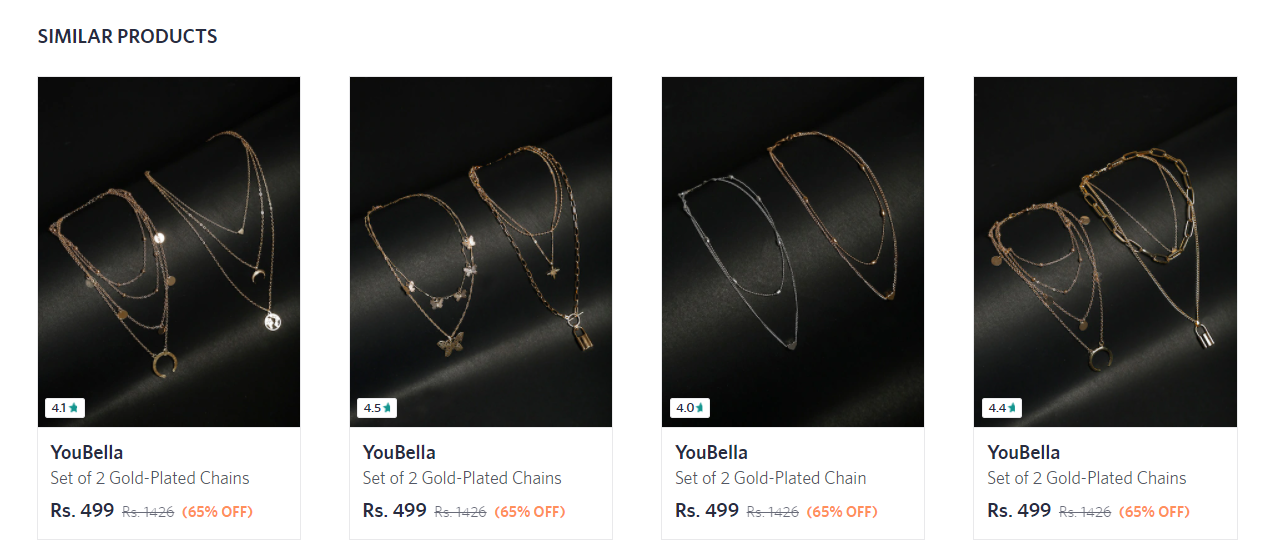 SIMILAR PRODUCTS
4.1
4.5
4.0
4.4
YouBella
YouBella
YouBella
YouBella
Set of 2 Gold-Plated Chains
Set of 2 Gold-Plated Chains
Set of 2 Gold-Plated Chain
Set of 2 Gold-Plated Chains
Rs. 499 Rs. 1426 (65% OFF)
Rs. 499 Rs. 1426 (65% OFF)
Rs. 499 Rs. 1426 (65% OFF)
Rs. 499 Rs. 1426 (65% OFF)